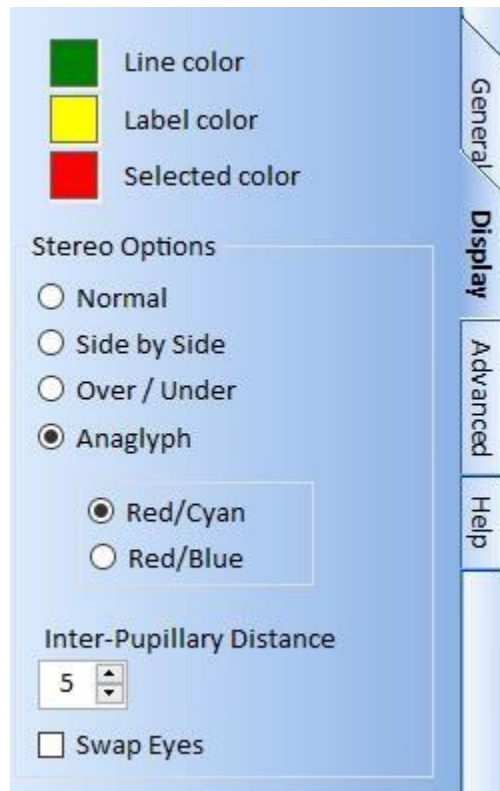 Line color
Label color
Selected color
Stereo Options
Normal
Side by Side
Over / Under
Anaglyph
Red/Cyan
Red/Blue
Inter-Pupillary Distance
5
Swap Eyes
General
Display
Advanced
Help